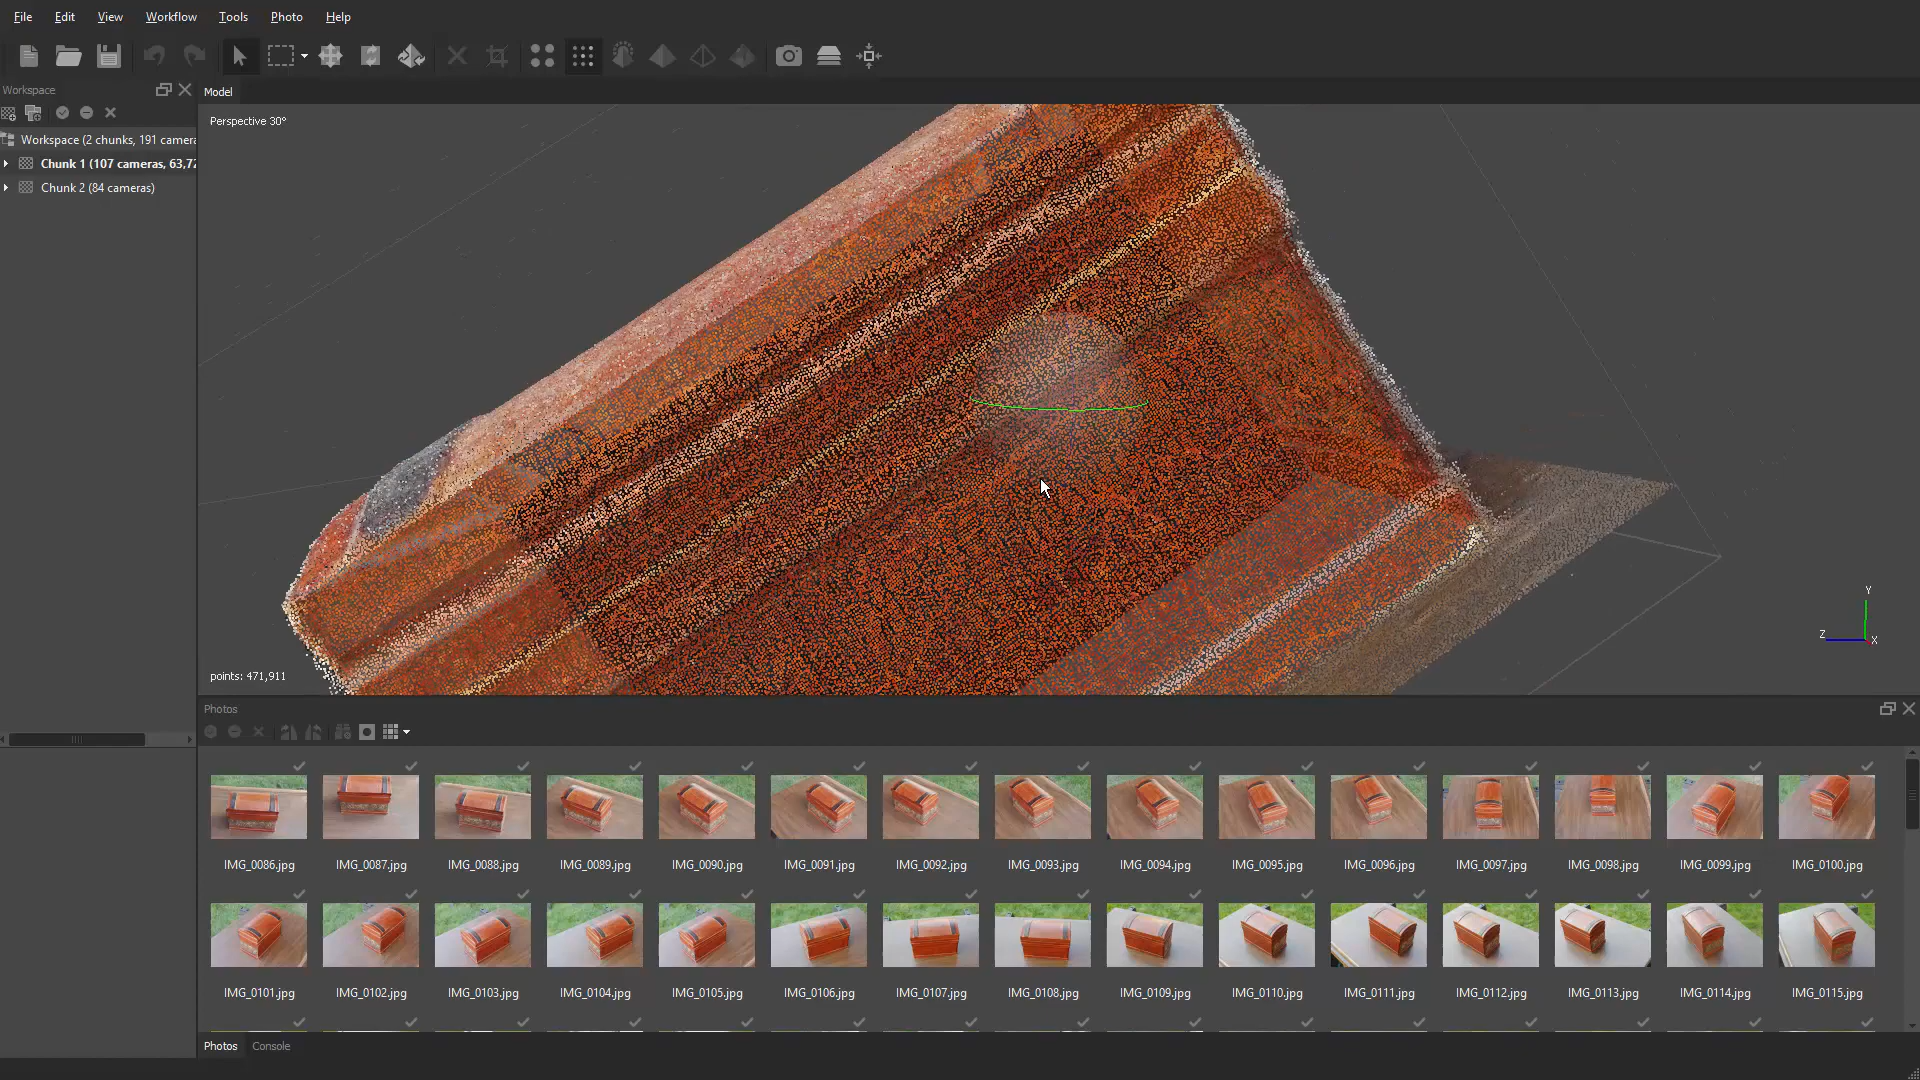 File Edit View Workflow Tools Photo Help
Workspace
Model
Workspace (2 chunks, 191 camera
Chunk 1 (107 cameras, 63,72
Chunk 2 (84 cameras)
Perspective 30°
Y
Z
X
points: 471,911
Photos
IMG_0086.jpg IMG_0087.jpg IMG_0088.jpg IMG_0089.jpg IMG_0090.jpg IMG_0091.jpg IMG_0092.jpg IMG_0093.jpg IMG_0094.jpg IMG_0095.jpg IMG_0096.jpg IMG_0097.jpg IMG_0098.jpg IMG_0099.jpg IMG_0100.jpg
IMG_0101.jpg IMG_0102.jpg IMG_0103.jpg IMG_0104.jpg IMG_0105.jpg IMG_0106.jpg IMG_0107.jpg IMG_0108.jpg IMG_0109.jpg IMG_0110.jpg IMG_0111.jpg IMG_0112.jpg IMG_0113.jpg IMG_0114.jpg IMG_0115.jpg
Photos Console